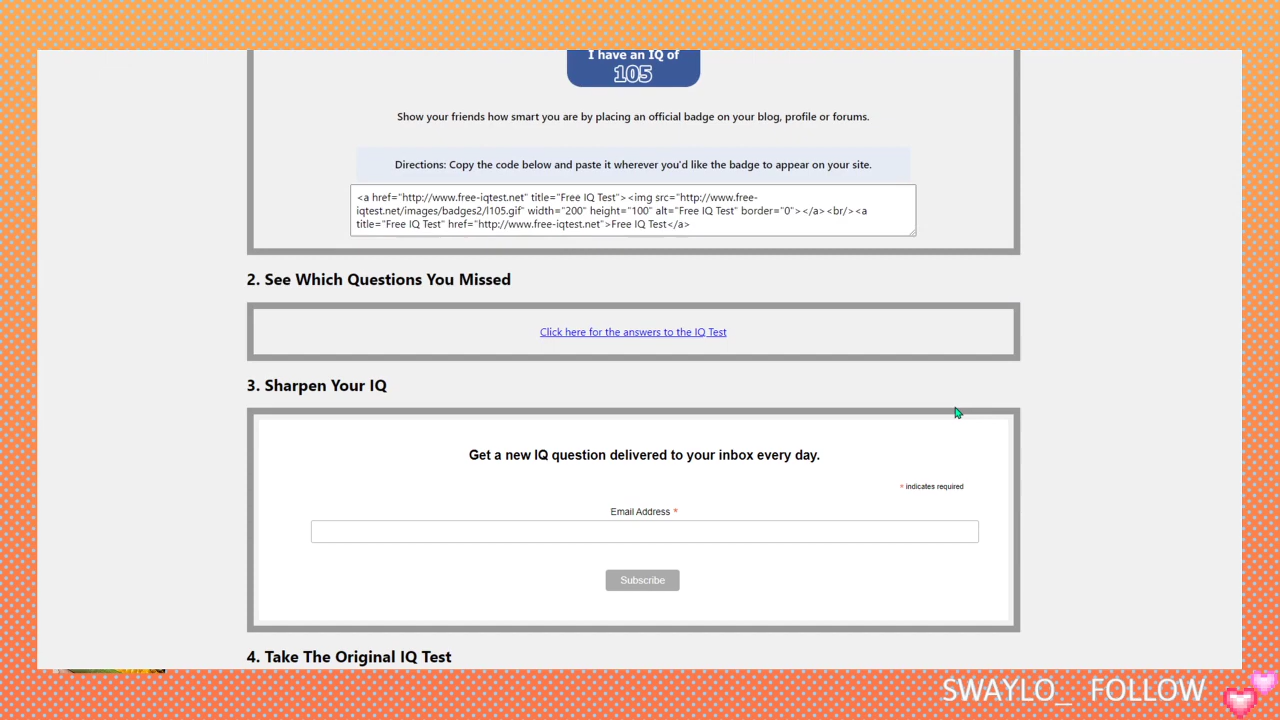 I have an IQ of
105
Show your friends how smart you are by placing an official badge on your blog, profile or forums.
Directions: Copy the code below and paste it wherever you'd like the badge to appear on your site.
<a href="http://www.free-iqtest.net" title="Free IQ Test"><img src="http://www.free-
iqtest.net/images/badges2/l105.gif" width="200" height="100" alt="Free IQ Test" border="0"></a><br/><a
title="Free IQ Test" href="http://www.free-iqtest.net">Free IQ Test</a>
2. See Which Questions You Missed
Click here for the answers to the IQ Test
3. Sharpen Your IQ
Get a new IQ question delivered to your inbox every day.
* indicates required
Email Address *
Subscribe
4. Take The Original IQ Test
SWAYLO_ FOLLOW